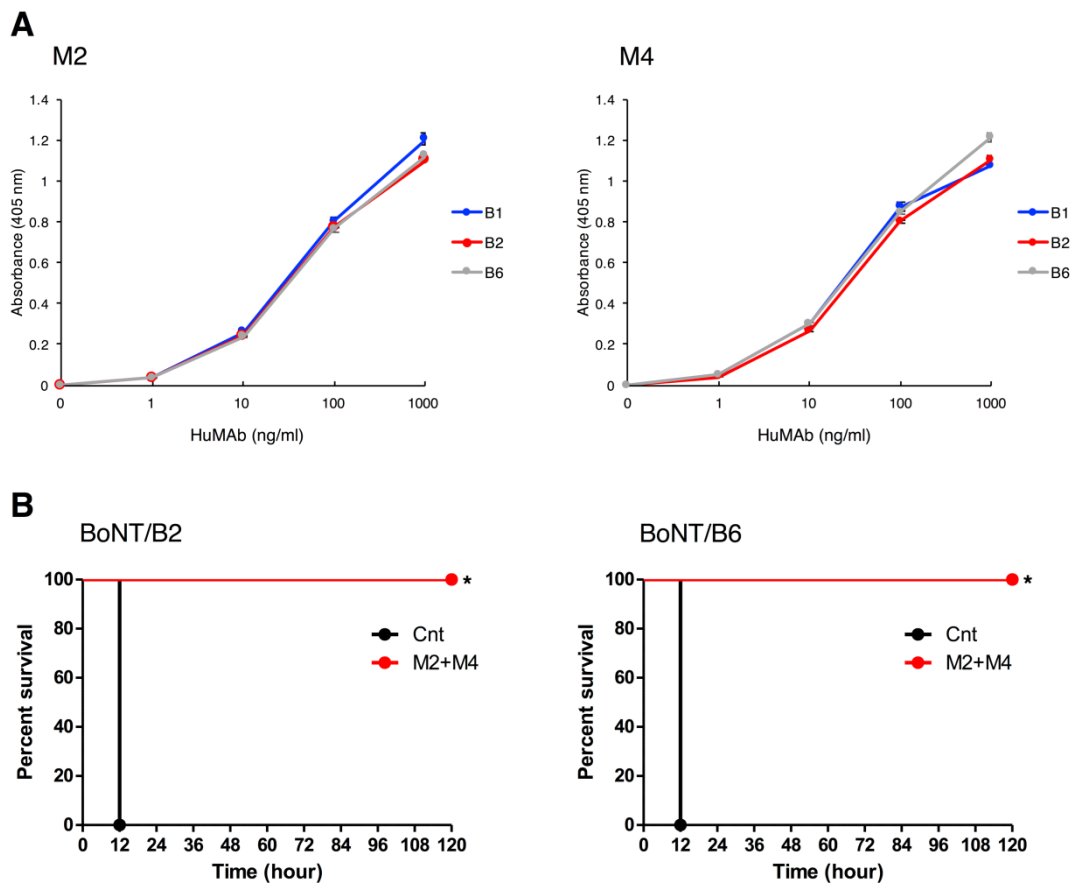 A
M2
M4
1.4
1.2
1
0.8
0.6
0.4
0.2
0
Absorbance (405 nm)
0 1 10 100 1000
HuMAb (ng/ml)
B1
B2
B6
1.4
1.2
1
0.8
0.6
0.4
0.2
0
Absorbance (405 nm)
0 1 10 100 1000
HuMAb (ng/ml)
B1
B2
B6
B
BoNT/B2
BoNT/B6
100
80
60
40
20
0
Percent survival
*
Cnt
M2+M4
0 12 24 36 48 60 72 84 96 108 120
Time (hour)
100
80
60
40
20
0
Percent survival
*
Cnt
M2+M4
0 12 24 36 48 60 72 84 96 108 120
Time (hour)